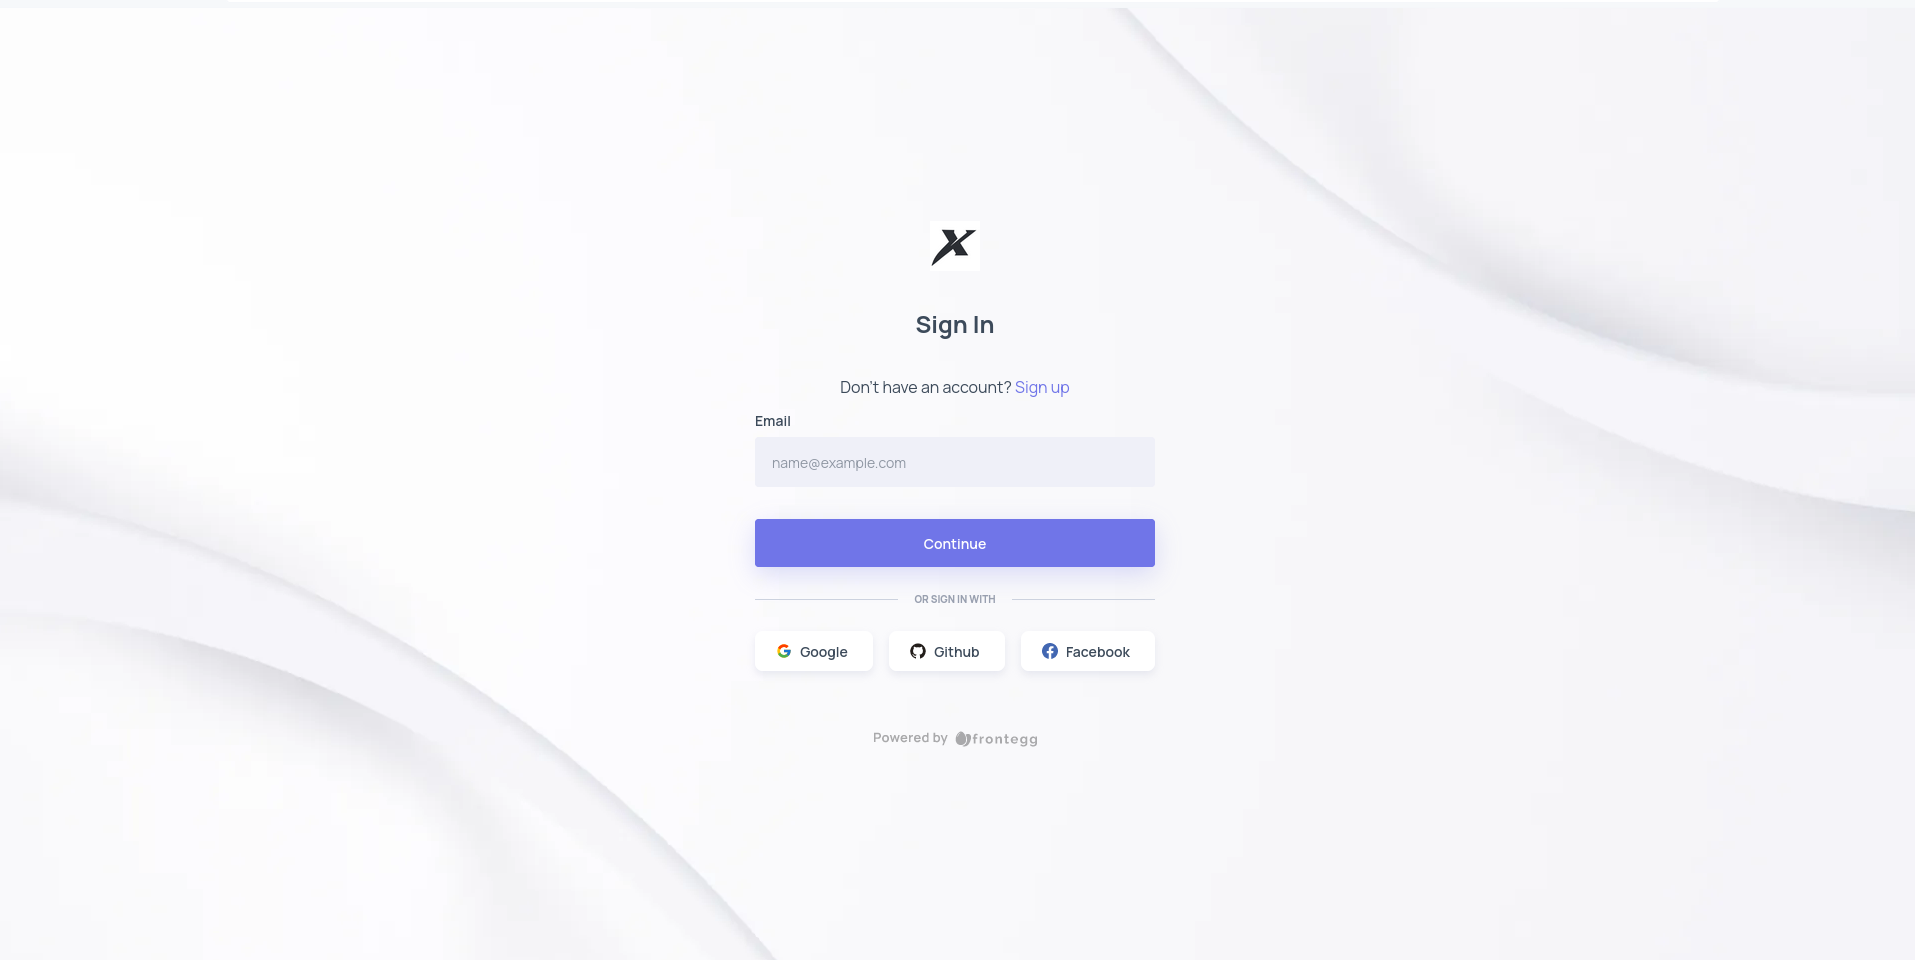 Sign In
Don't have an account? Sign up
Email
name@example.com
Continue
OR SIGN IN WITH
Google
Github
Facebook
Powered by frontegg